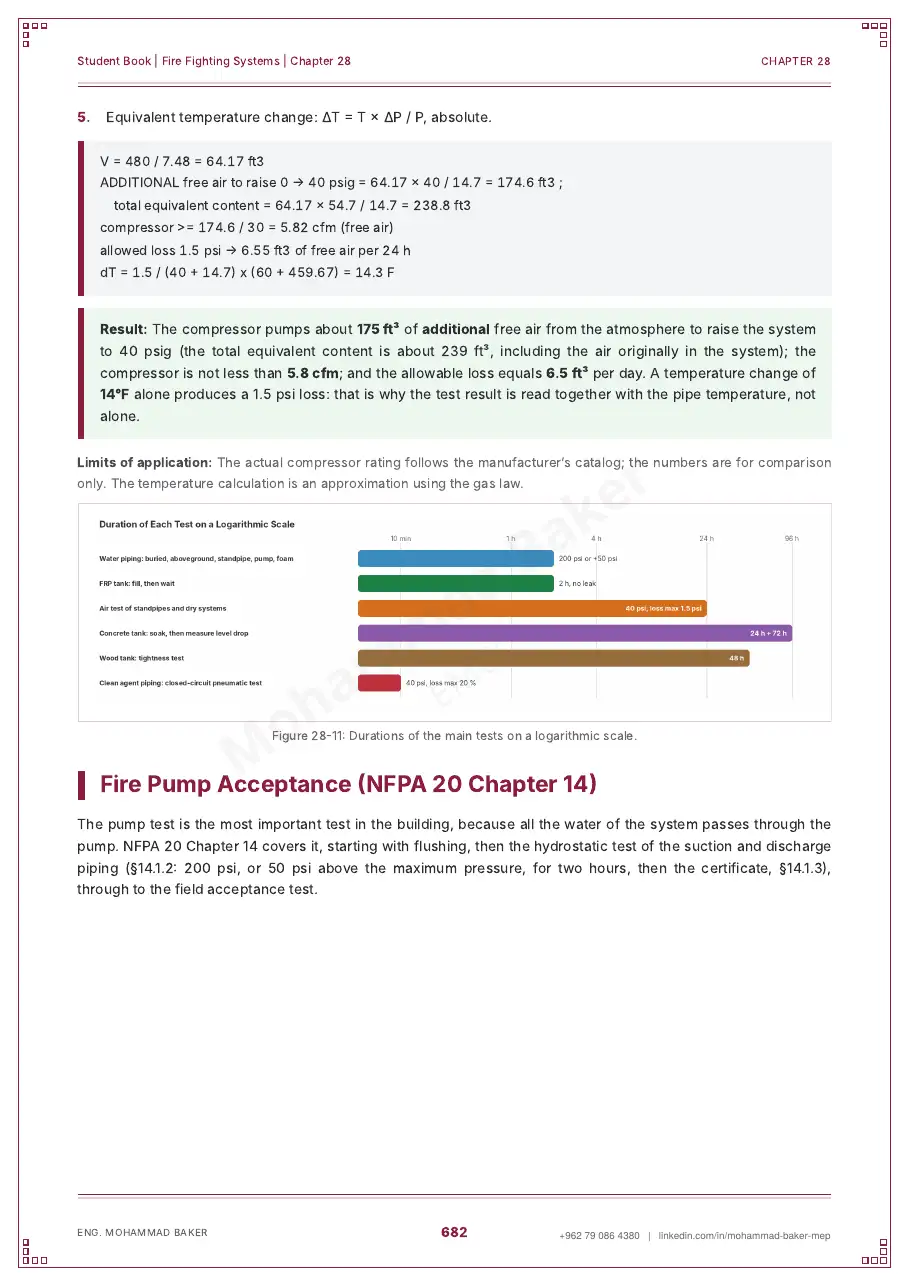 Student Book | Fire Fighting Systems | Chapter 28
CHAPTER 28
5. Equivalent temperature change: ΔT = T × ΔP / P, absolute.
V = 480 / 7.48 = 64.17 ft3
ADDITIONAL free air to raise 0 → 40 psig = 64.17 × 40 / 14.7 = 174.6 ft3 ;
total equivalent content = 64.17 × 54.7 / 14.7 = 238.8 ft3
compressor >= 174.6 / 30 = 5.82 cfm (free air)
allowed loss 1.5 psi → 6.55 ft3 of free air per 24 h
dT = 1.5 / (40 + 14.7) x (60 + 459.67) = 14.3 F
Result: The compressor pumps about 175 ft³ of additional free air from the atmosphere to raise the system
to 40 psig (the total equivalent content is about 239 ft³, including the air originally in the system); the
compressor is not less than 5.8 cfm; and the allowable loss equals 6.5 ft³ per day. A temperature change of
14°F alone produces a 1.5 psi loss: that is why the test result is read together with the pipe temperature, not
alone.
Limits of application: The actual compressor rating follows the manufacturer's catalog; the numbers are for comparison
only. The temperature calculation is an approximation using the gas law.
Duration of Each Test on a Logarithmic Scale
10 min 1 h 4 h 24 h 96 h
Water piping: buried, aboveground, standpipe, pump, foam 200 psi or +50 psi
FRP tank: fill, then wait 2 h, no leak
Air test of standpipes and dry systems 40 psi, loss max 1.5 psi
Concrete tank: soak, then measure level drop 24 h + 72 h
Wood tank: tightness test 48 h
Clean agent piping: closed-circuit pneumatic test 40 psi, loss max 20 %
Figure 28-11: Durations of the main tests on a logarithmic scale.
Fire Pump Acceptance (NFPA 20 Chapter 14)
The pump test is the most important test in the building, because all the water of the system passes through the
pump. NFPA 20 Chapter 14 covers it, starting with flushing, then the hydrostatic test of the suction and discharge
piping (§14.1.2: 200 psi, or 50 psi above the maximum pressure, for two hours, then the certificate, §14.1.3),
through to the field acceptance test.
ENG. MOHAMMAD BAKER
682
+962 79 086 4380 | linkedin.com/in/mohammad-baker-mep